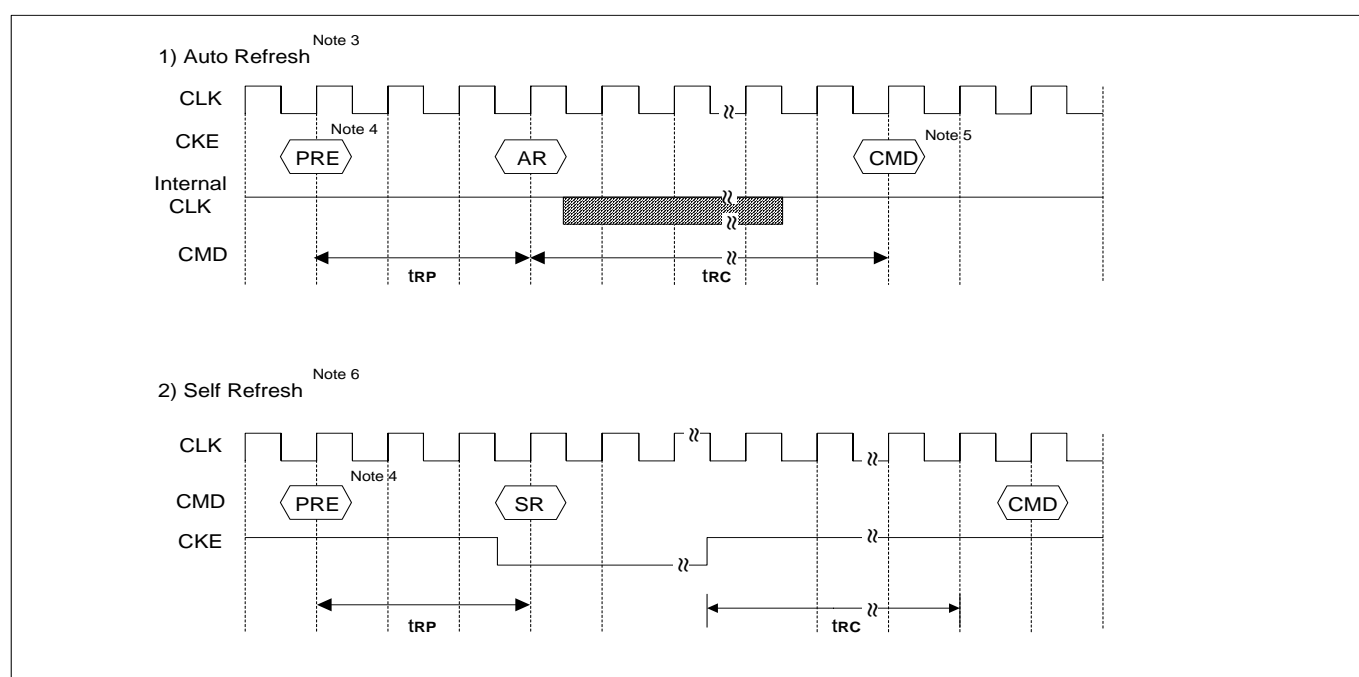 1) Auto Refresh Note 3
CLK
CKE
PRE
Note 4
AR
CMD
Note 5
Internal
CLK
CMD
tRP
tRC
2) Self Refresh Note 6
CLK
CMD
PRE
Note 4
SR
CMD
CKE
tRP
tRC